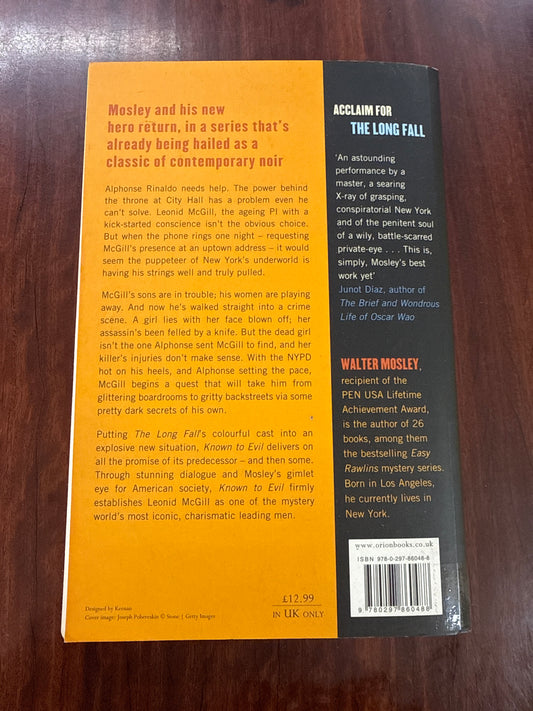 Mosley and his new
hero return, in a series that's
already being hailed as a
classic of contemporary noir
Alphonse Rinaldo needs help. The power behind
the throne at City Hall has a problem even he
can't solve. Leonid McGill, the ageing PI with a
kick-started conscience isn't the obvious choice.
But when the phone rings one night – requesting
McGill's presence at an uptown address – it would
seem the puppeteer of New York's underworld is
having his strings well and truly pulled.
McGill's sons are in trouble; his women are playing
away. And now he's walked straight into a crime
scene. A girl lies with her face blown off; her
assassin's been felled by a knife. But the dead girl
isn't the one Alphonse sent McGill to find, and her
killer's injuries don't make sense. With the NYPD
hot on his heels, and Alphonse setting the pace,
McGill begins a quest that will take him from
glittering boardrooms to gritty backstreets via some
pretty dark secrets of his own.
Putting The Long Fall's colourful cast into an
explosive new situation, Known to Evil delivers on
all the promise of its predecessor – and then some.
Through stunning dialogue and Mosley's gimlet
eye for American society, Known to Evil firmly
establishes Leonid McGill as one of the mystery
world's most iconic, charismatic leading men.
Designed by Keenan
Cover image: Joseph Pobereskin © Stone / Getty Images
£12.99
IN UK ONLY
ACCLAIM FOR
THE LONG FALL
'An astounding
performance by a
master, a searing
X-ray of grasping,
conspiratorial New York
and of the penitent soul
of a wily, battle-scarred
private-eye . . . This is,
simply, Mosley's best
work yet'
Junot Díaz, author of
The Brief and Wondrous
Life of Oscar Wao
WALTER MOSLEY,
recipient of the
PEN USA Lifetime
Achievement Award,
is the author of 26
books, among them
the bestselling Easy
Rawlins mystery series.
Born in Los Angeles,
he currently lives in
New York.
www.orionbooks.co.uk
ISBN 978-0-297-86048-8
9 780297 860488